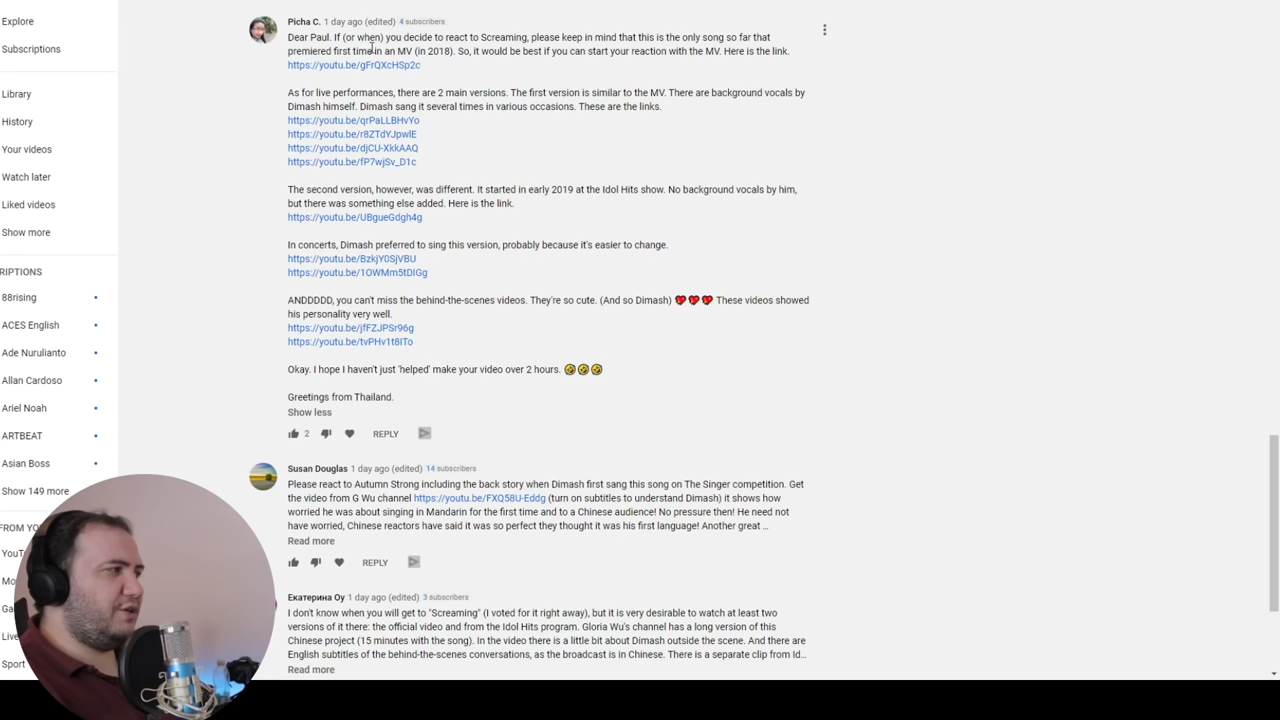 Explore
Subscriptions
Library
History
Your videos
Watch later
Liked videos
Show more
RIPTIONS
88rising
ACES English
Ade Nurulianto
Allan Cardoso
Ariel Noah
ARTBEAT
Asian Boss
Show 149 more
FROM YO
YouT
Mo
Ga
Live
Sport
Picha C. 1 day ago (edited) 4 subscribers
Dear Paul. If (or when) you decide to react to Screaming, please keep in mind that this is the only song so far that
premiered first time in an MV (in 2018). So, it would be best if you can start your reaction with the MV. Here is the link.
https://youtu.be/gFrQXcHSp2c
As for live performances, there are 2 main versions. The first version is similar to the MV. There are background vocals by
Dimash himself. Dimash sang it several times in various occasions. These are the links.
https://youtu.be/qrPaLLBHvYo
https://youtu.be/r8ZTdYJpwlE
https://youtu.be/djCU-XkkAAQ
https://youtu.be/fP7wjSv_D1c
The second version, however, was different. It started in early 2019 at the Idol Hits show. No background vocals by him,
but there was something else added. Here is the link.
https://youtu.be/UBgueGdgh4g
In concerts, Dimash preferred to sing this version, probably because it's easier to change.
https://youtu.be/BzkjY0SjVBU
https://youtu.be/1OWMm5tDIGg
ANDDDDD, you can't miss the behind-the-scenes videos. They're so cute. (And so Dimash) 💖💖💖 These videos showed
his personality very well.
https://youtu.be/jfFZJPSr96g
https://youtu.be/tvPHv1t8ITo
Okay. I hope I haven't just 'helped' make your video over 2 hours. 🤣🤣🤣
Greetings from Thailand.
Show less
2 REPLY
Susan Douglas 1 day ago (edited) 14 subscribers
Please react to Autumn Strong including the back story when Dimash first sang this song on The Singer competition. Get
the video from G Wu channel https://youtu.be/FXQ58U-Eddg (turn on subtitles to understand Dimash) it shows how
worried he was about singing in Mandarin for the first time and to a Chinese audience! No pressure then! He need not
have worried, Chinese reactors have said it was so perfect they thought it was his first language! Another great ...
Read more
REPLY
Екатерина Оу 1 day ago (edited) 3 subscribers
I don't know when you will get to "Screaming" (I voted for it right away), but it is very desirable to watch at least two
versions of it there: the official video and from the Idol Hits program. Gloria Wu's channel has a long version of this
Chinese project (15 minutes with the song). In the video there is a little bit about Dimash outside the scene. And there are
English subtitles of the behind-the-scenes conversations, as the broadcast is in Chinese. There is a separate clip from Id...
Read more